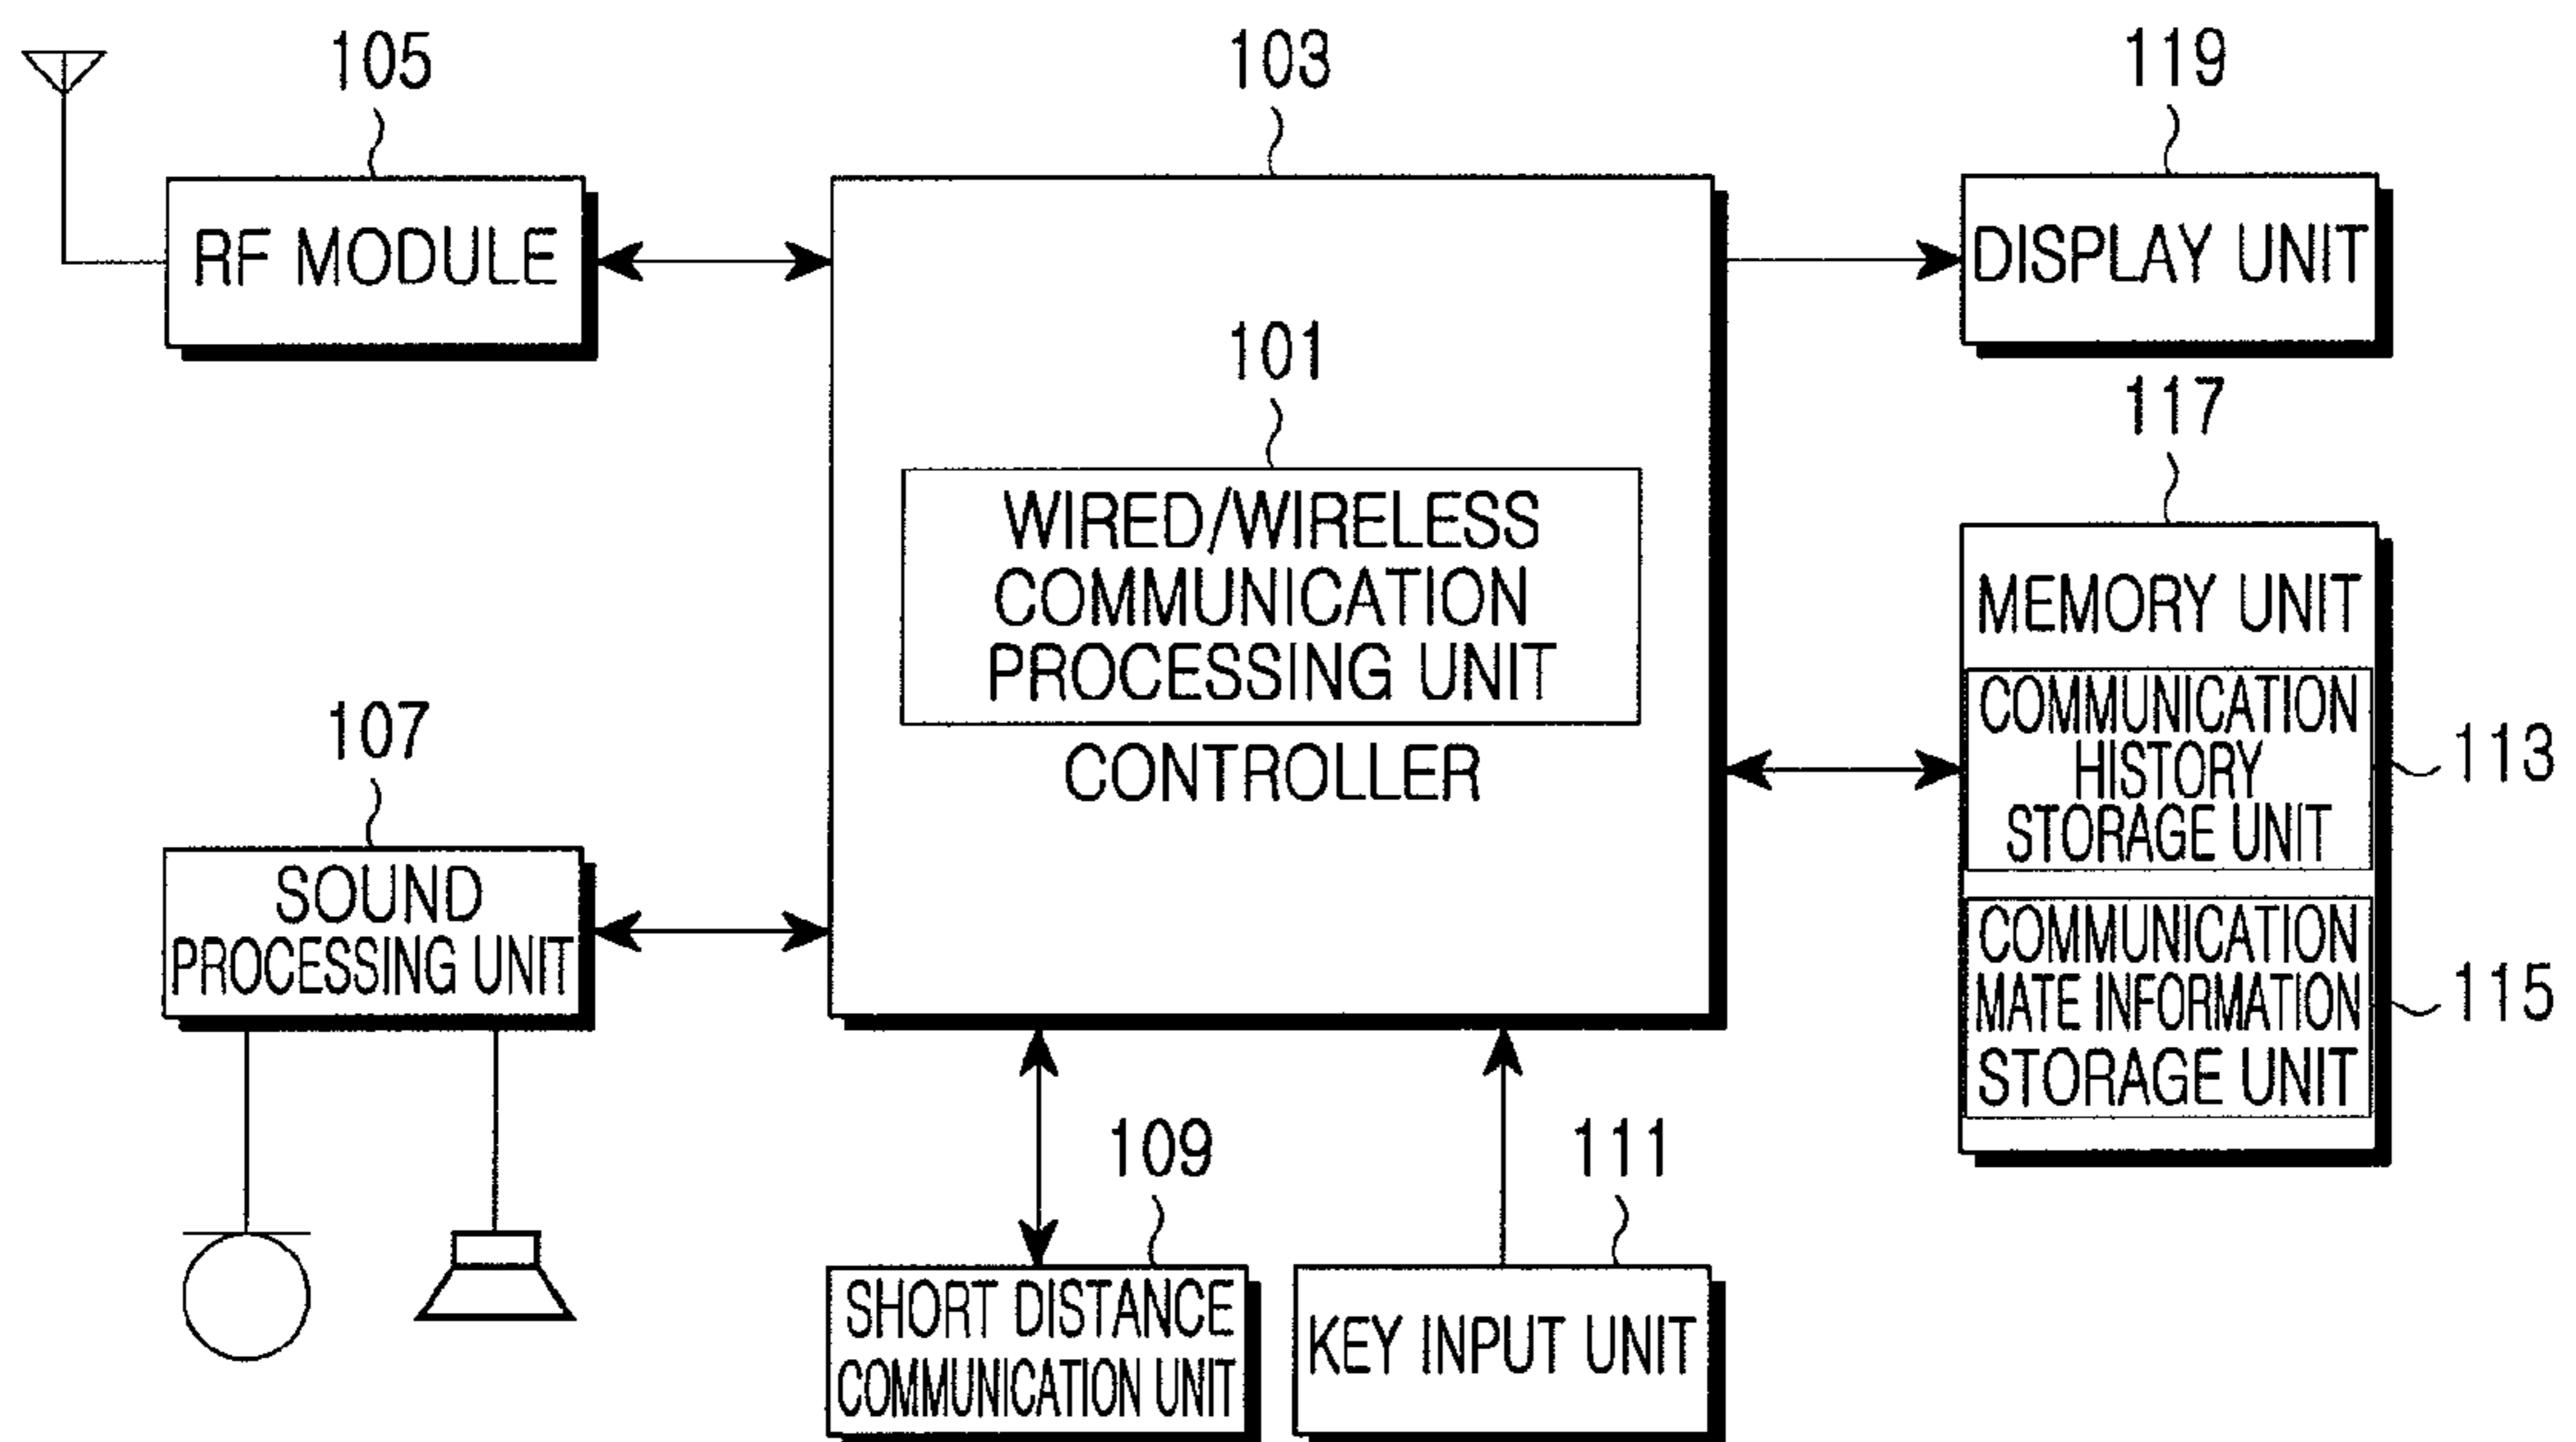 105
103
119
RF MODULE
DISPLAY UNIT
101
117
WIRED/WIRELESS
COMMUNICATION
PROCESSING UNIT
CONTROLLER
MEMORY UNIT
COMMUNICATION
HISTORY
STORAGE UNIT
113
COMMUNICATION
MATE INFORMATION
STORAGE UNIT
115
107
SOUND
PROCESSING UNIT
109
111
SHORT DISTANCE
COMMUNICATION UNIT
KEY INPUT UNIT